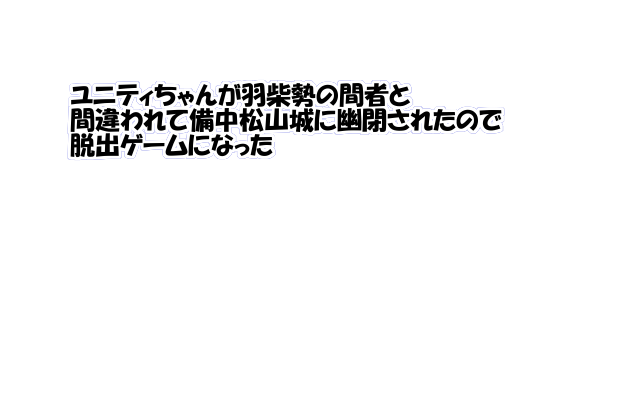 ユニティちゃんが羽柴勢の間者と
間違われて備中松山城に幽閉されたので
脱出ゲームになった